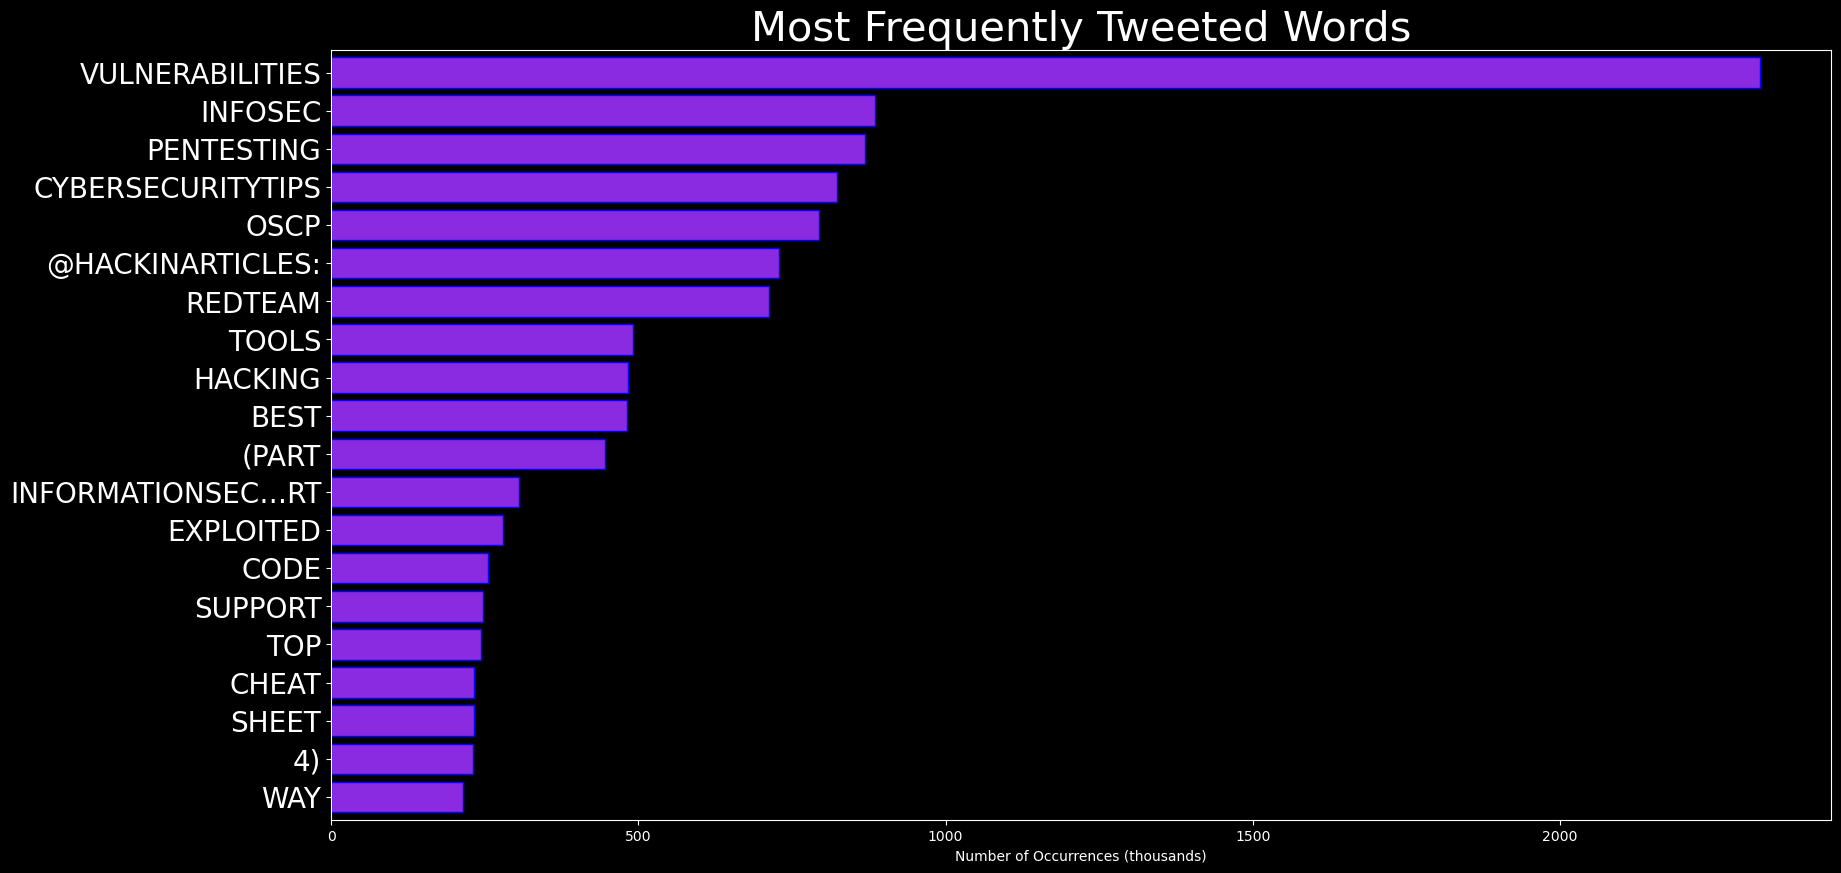 Most Frequently Tweeted Words
VULNERABILITIES
INFOSEC
PENTESTING
CYBERSECURITYTIPS
OSCP
@HACKINARTICLES:
REDTEAM
TOOLS
HACKING
BEST
(PART
INFORMATIONSEC…RT
EXPLOITED
CODE
SUPPORT
TOP
CHEAT
SHEET
4)
WAY
0 500 1000 1500 2000
Number of Occurrences (thousands)